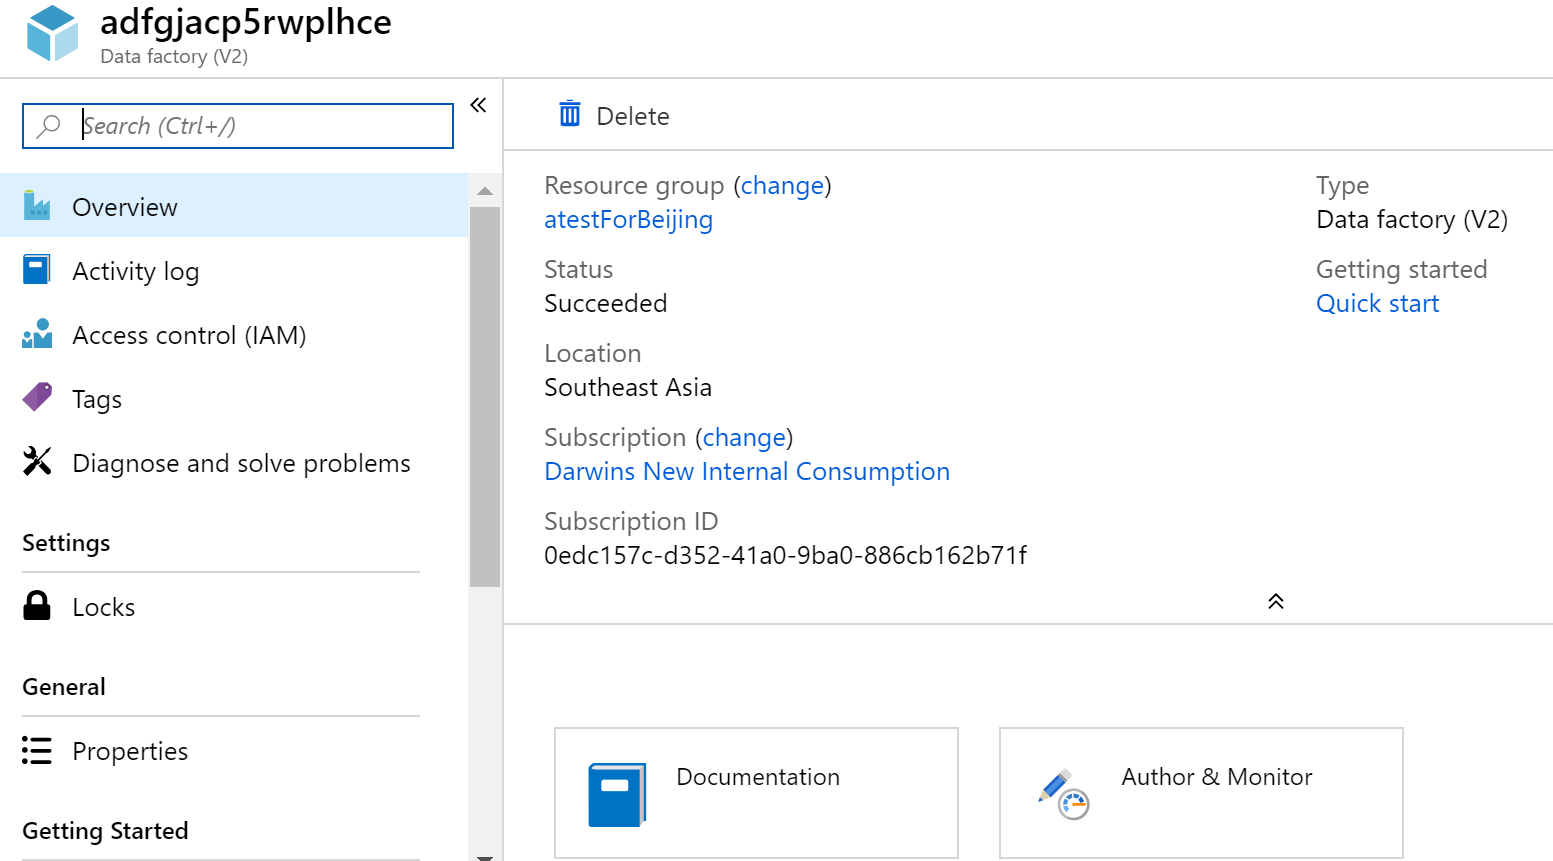 adfgjacp5rwplhce
Data factory (V2)
Search (Ctrl+/)
Overview
Activity log
Access control (IAM)
Tags
Diagnose and solve problems
Settings
Locks
General
Properties
Getting Started
Delete
Resource group (change)
atestForBeijing
Status
Succeeded
Location
Southeast Asia
Subscription (change)
Darwins New Internal Consumption
Subscription ID
0edc157c-d352-41a0-9ba0-886cb162b71f
Type
Data factory (V2)
Getting started
Quick start
Documentation
Author & Monitor